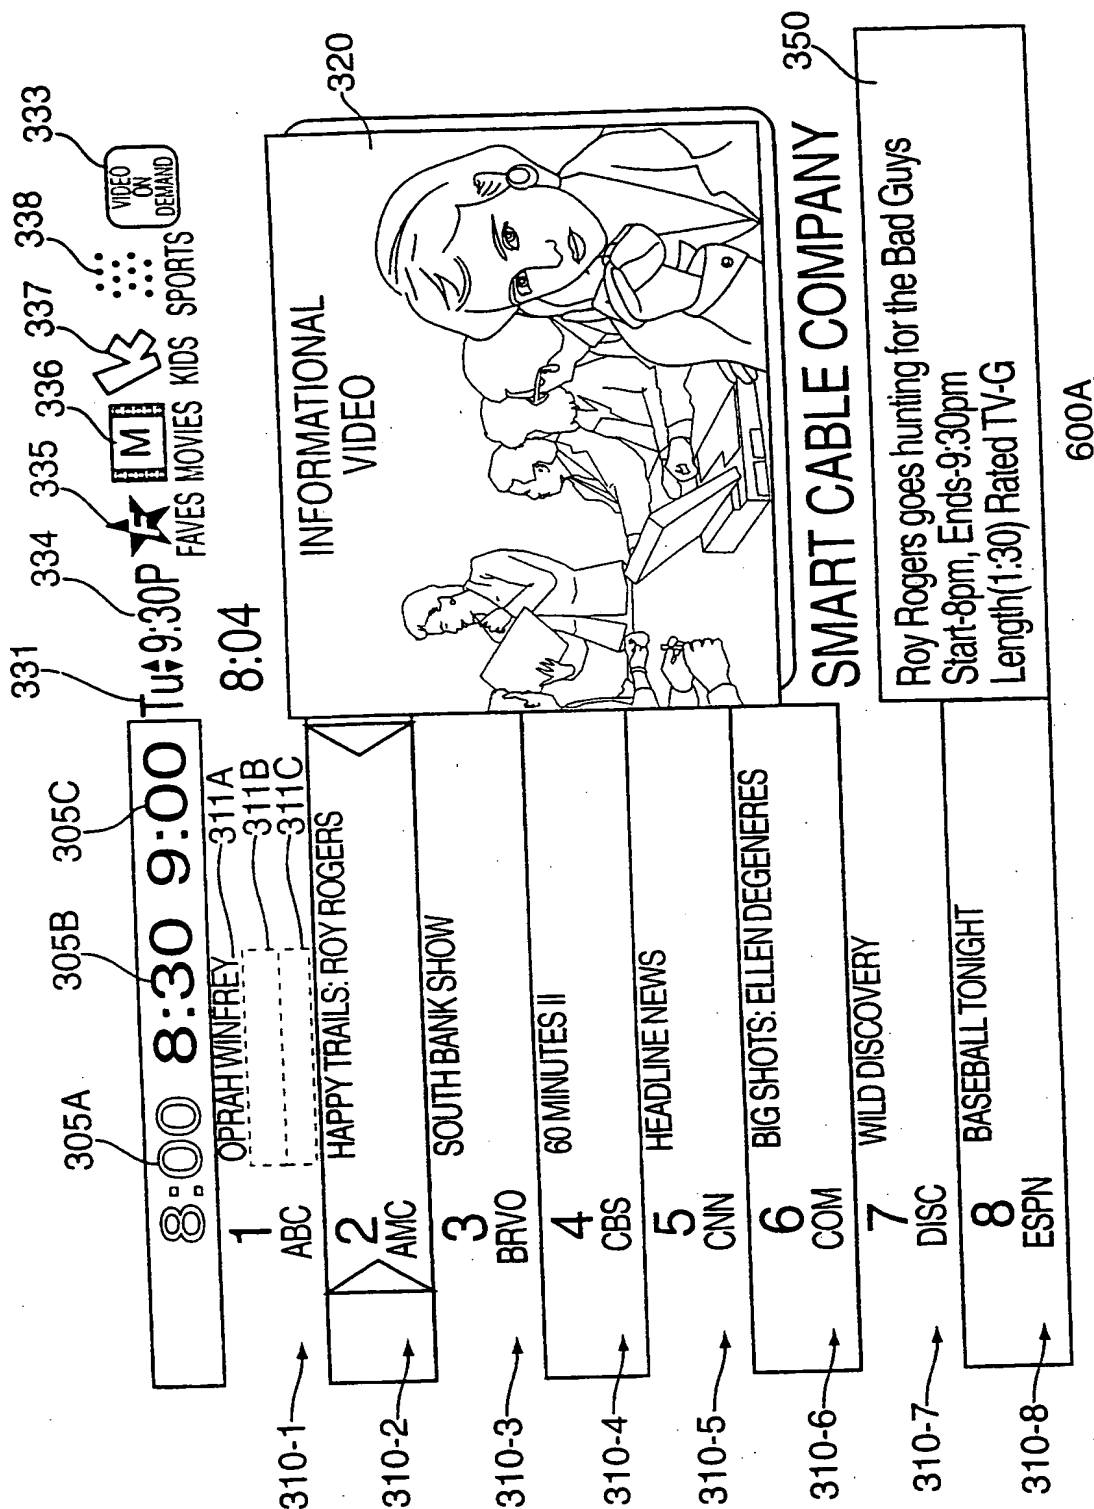 331
334
335
336
337
338
333
305A
305B
305C
8:00 8:30 9:00
Tu 9:30P
F
FAVES
M
MOVIES
KIDS
SPORTS
VIDEO
ON
DEMAND
8:04
310-1
1
ABC
OPRAH WINFREY
311A
311B
311C
310-2
2
AMC
HAPPY TRAILS: ROY ROGERS
310-3
3
BRVO
SOUTH BANK SHOW
310-4
4
CBS
60 MINUTES II
310-5
5
CNN
HEADLINE NEWS
310-6
6
COM
BIG SHOTS: ELLEN DEGENERES
310-7
7
DISC
WILD DISCOVERY
310-8
8
ESPN
BASEBALL TONIGHT
INFORMATIONAL
VIDEO
320
SMART CABLE COMPANY
350
Roy Rogers goes hunting for the Bad Guys
Start-8pm, Ends-9:30pm
Length(1:30) Rated TV-G
600A